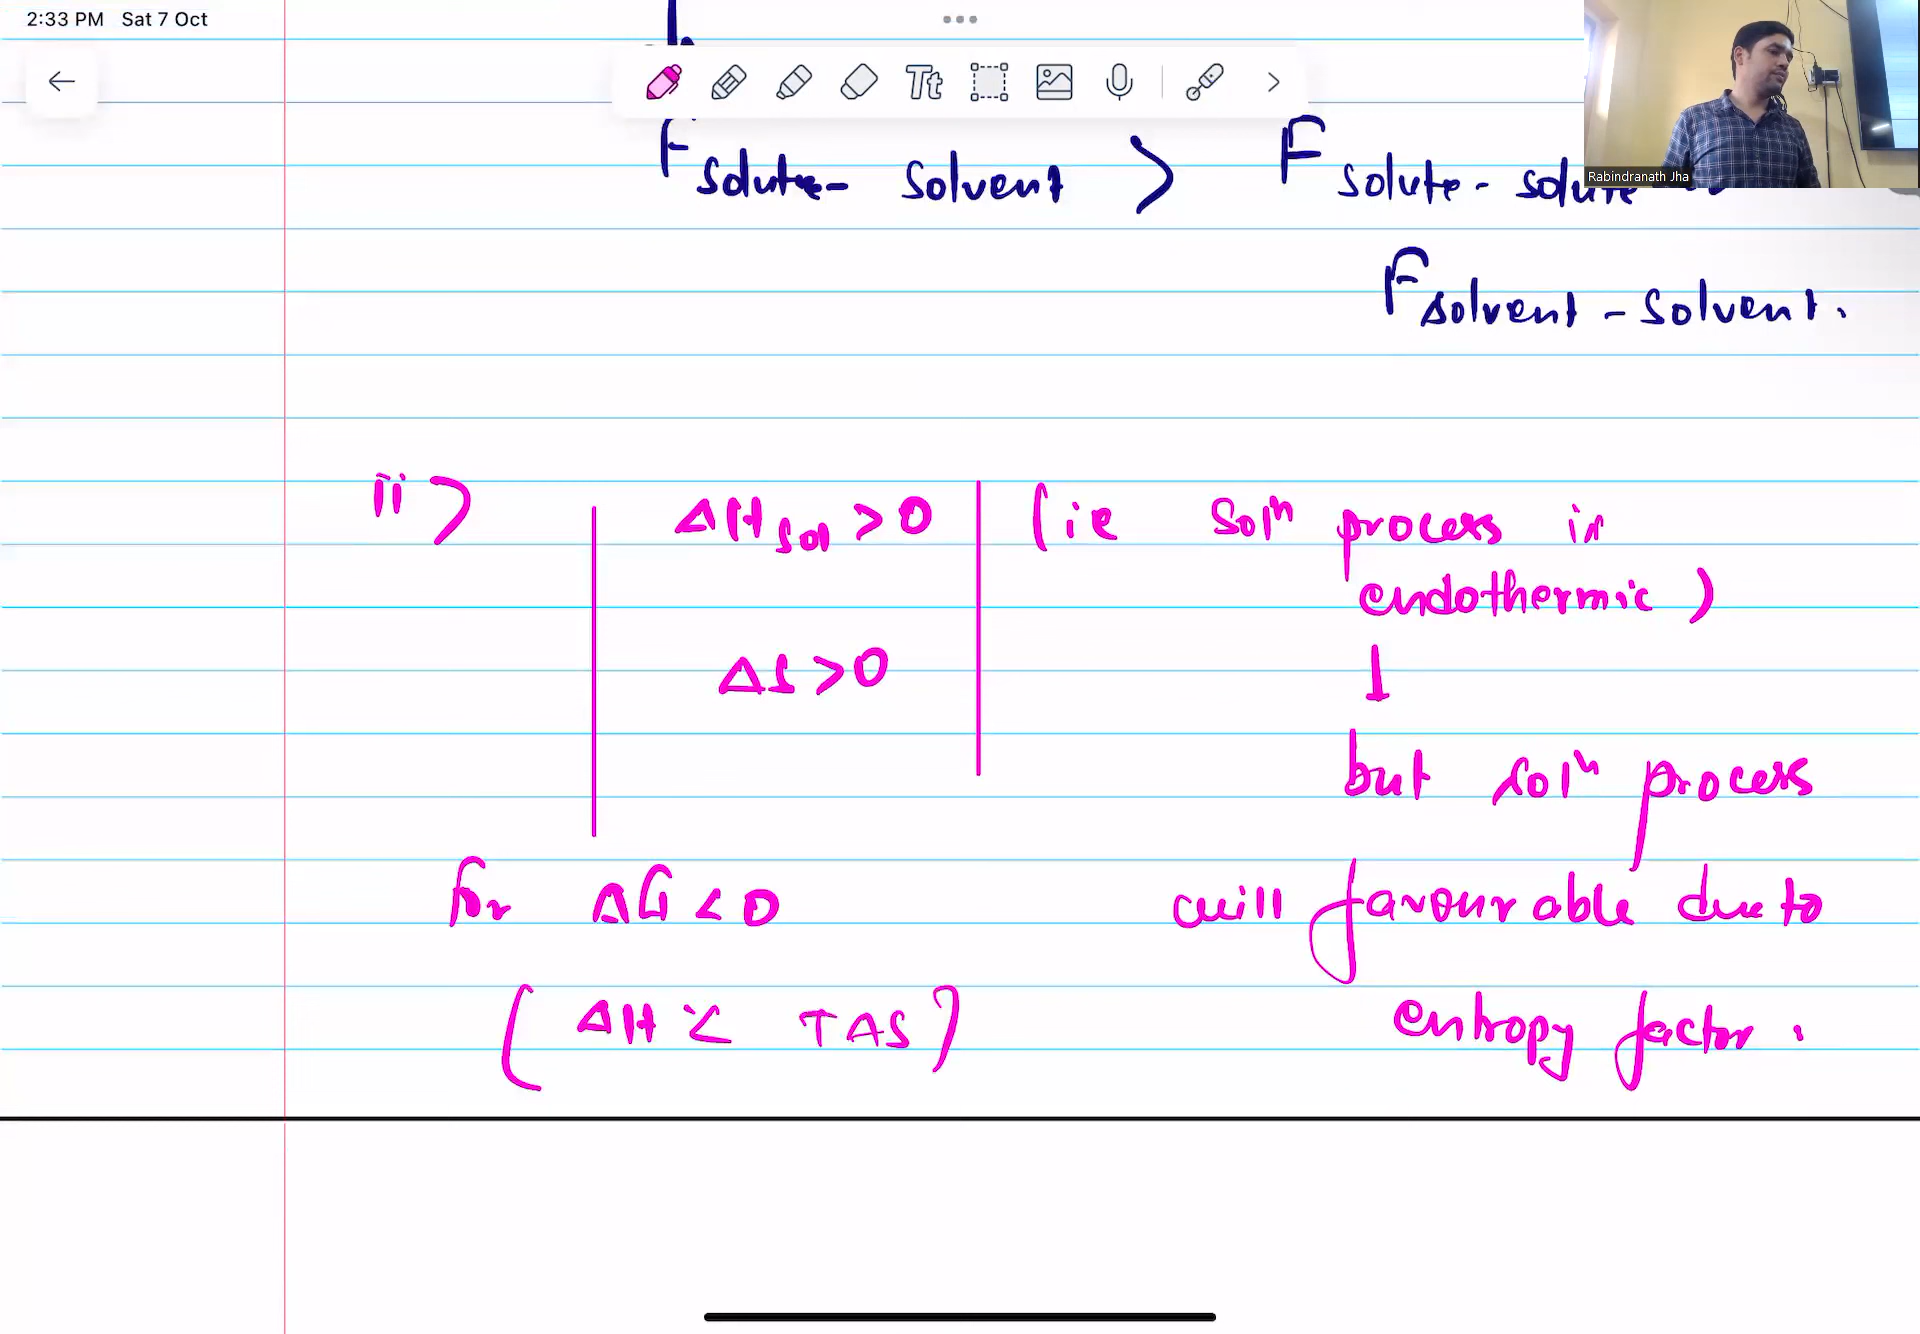 2:33 PM Sat 7 Oct
Tt
Rabindranath Jha
F solute- solvent > F solute- solute
F solvent - solvent.
ii) ΔH sol > 0 (ie Solⁿ process is
endothermic)
ΔS > 0
but solⁿ process
for ΔG < 0 will favourable due to
(ΔH < TΔS) entropy factor.